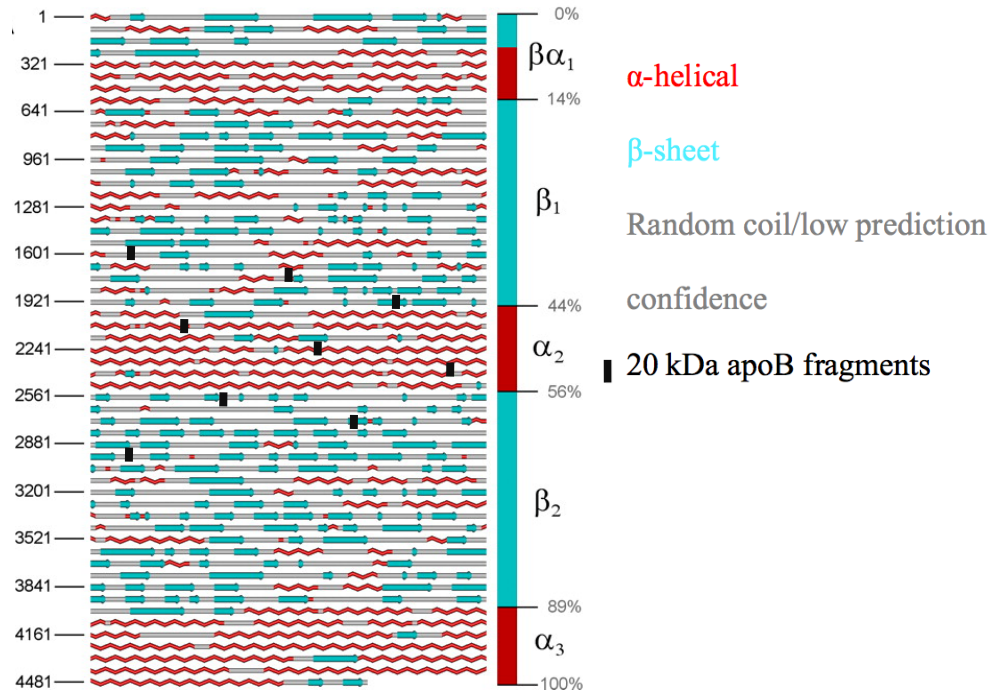 1
321
641
961
1281
1601
1921
2241
2561
2881
3201
3521
3841
4161
4481
0%
βα1
14%
β1
44%
α2
56%
β2
89%
α3
100%
α-helical
β-sheet
Random coil/low prediction
confidence
20 kDa apoB fragments